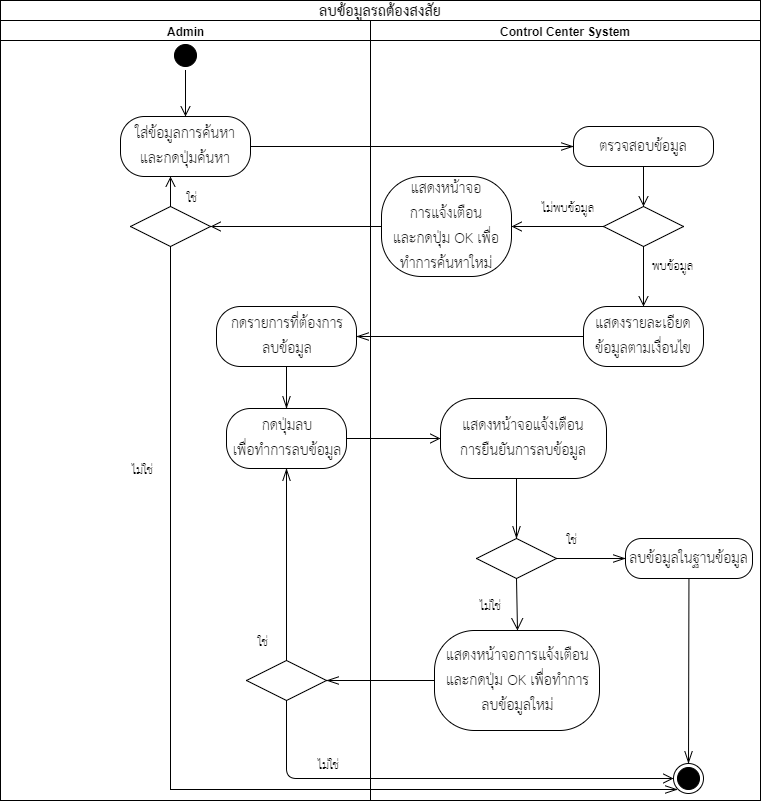 ลบข้อมูลรถต้องสงสัย
Admin
Control Center System
ใส่ข้อมูลการค้นหา
และกดปุ่มค้นหา
ตรวจสอบข้อมูล
ใช่
แสดงหน้าจอ
การแจ้งเตือน
และกดปุ่ม OK เพื่อ
ทำการค้นหาใหม่
ไม่พบข้อมูล
พบข้อมูล
กดรายการที่ต้องการ
ลบข้อมูล
แสดงรายละเอียด
ข้อมูลตามเงื่อนไข
กดปุ่มลบ
เพื่อทำการลบข้อมูล
แสดงหน้าจอแจ้งเตือน
การยืนยันการลบข้อมูล
ไม่ใช่
ใช่
ลบข้อมูลในฐานข้อมูล
ไม่ใช่
ใช่
แสดงหน้าจอการแจ้งเตือน
และกดปุ่ม OK เพื่อทำการ
ลบข้อมูลใหม่
ไม่ใช่